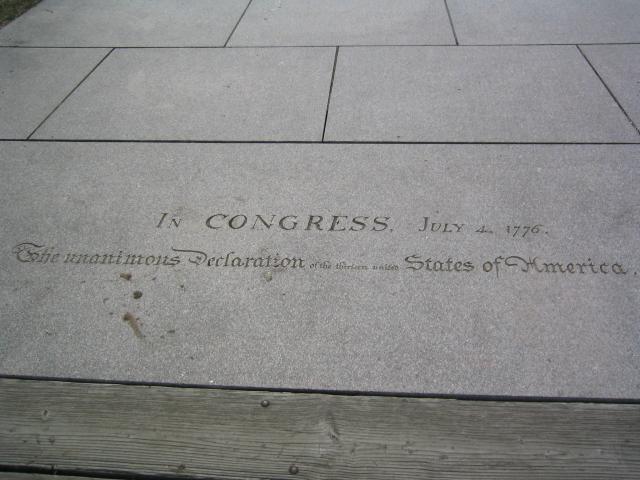 In CONGRESS. July 4, 1776.
The unanimous Declaration of the thirteen united States of America.